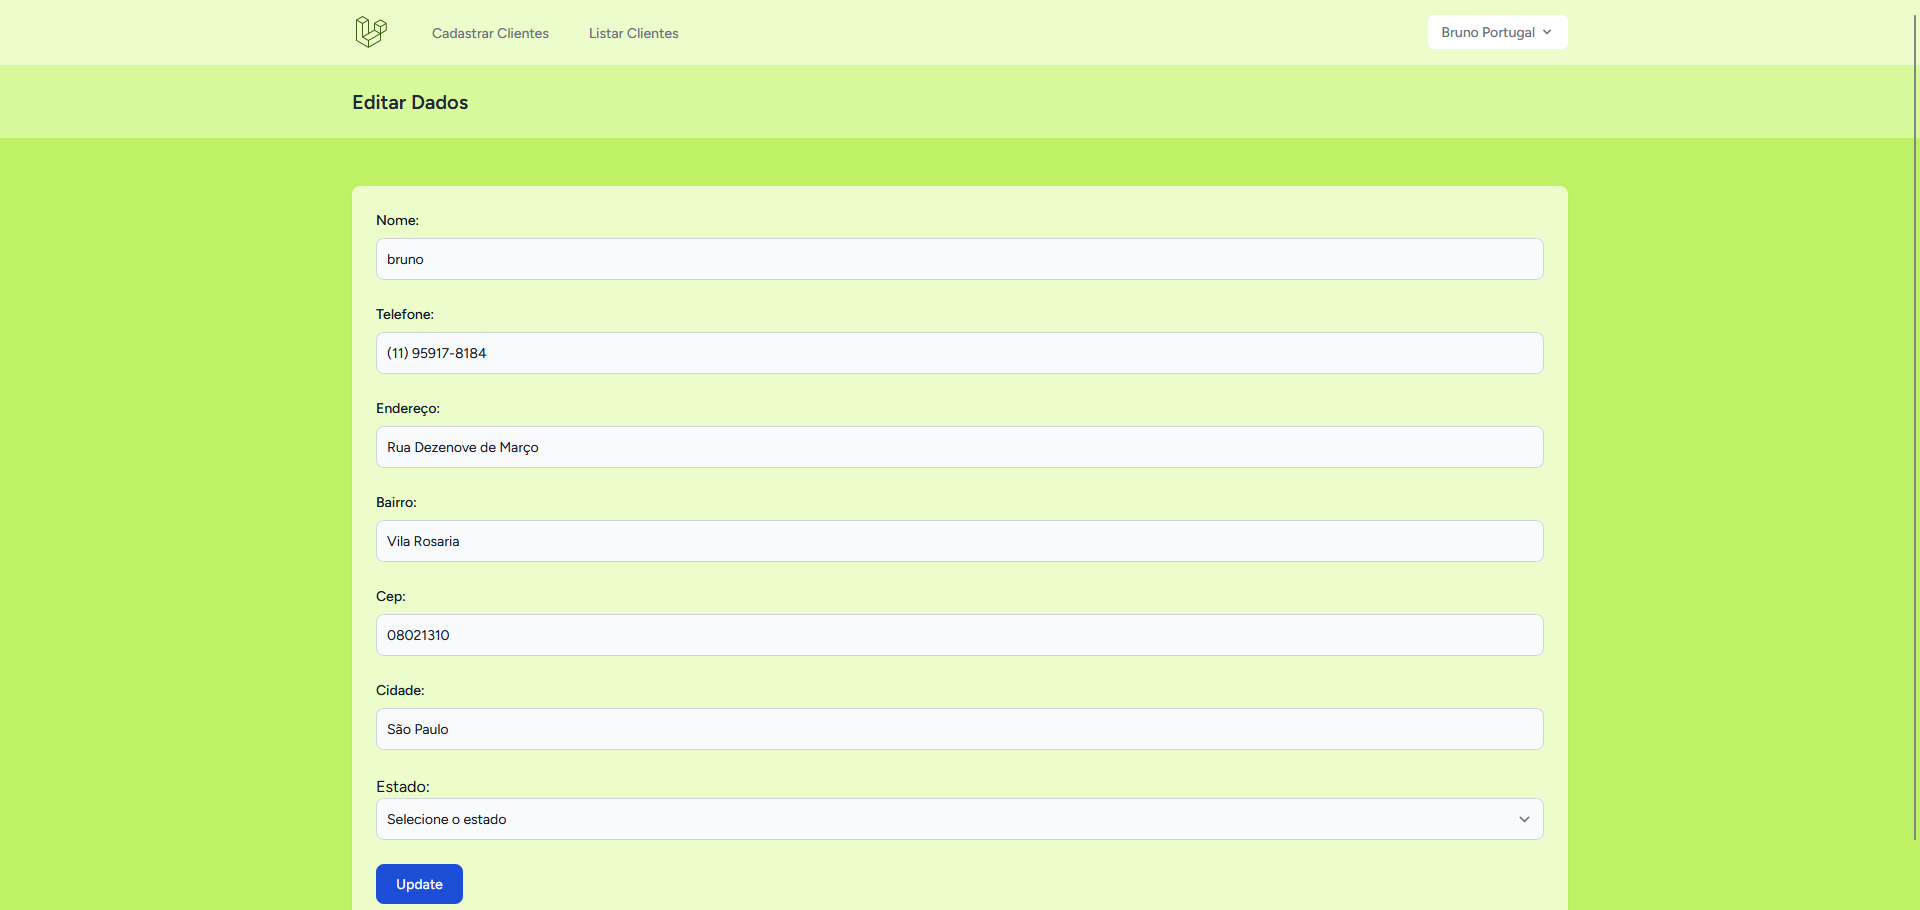 Cadastrar Clientes
Listar Clientes
Bruno Portugal
Editar Dados
Nome:
bruno
Telefone:
(11) 95917-8184
Endereço:
Rua Dezenove de Março
Bairro:
Vila Rosaria
Cep:
08021310
Cidade:
São Paulo
Estado:
Selecione o estado
Update